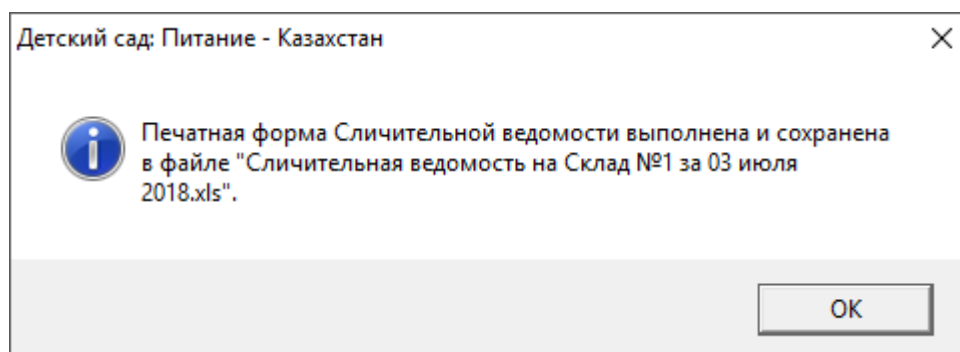 Детский сад: Питание - Казахстан
Печатная форма Сличительной ведомости выполнена и сохранена
в файле "Сличительная ведомость на Склад №1 за 03 июля
2018.xls".
OK